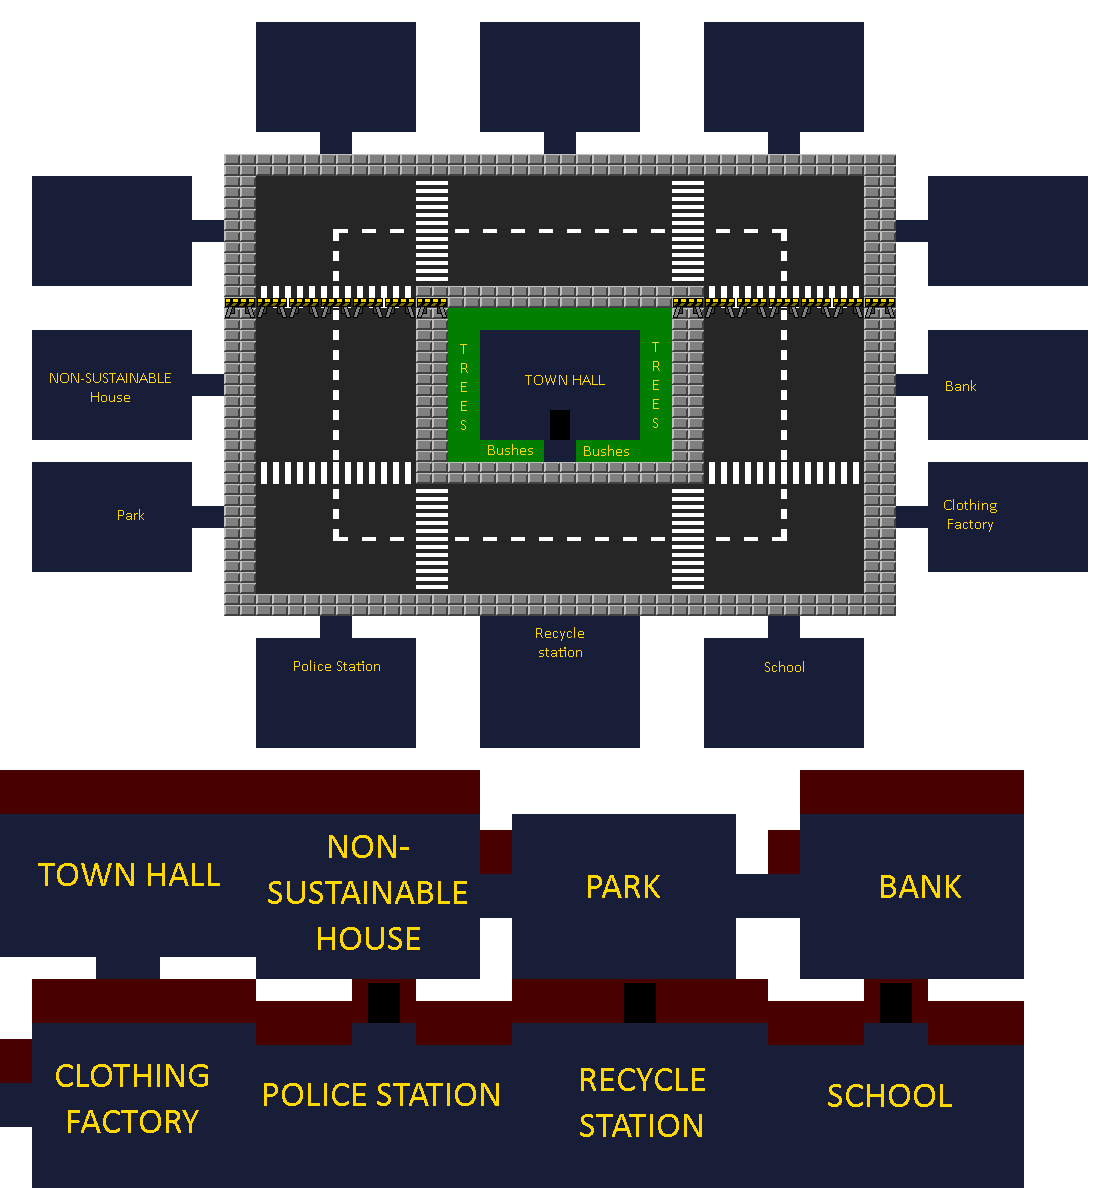 TREES
TREES
TOWN HALL
NON-SUSTAINABLE
House
Bank
Bushes
Bushes
Park
Clothing
Factory
Police Station
Recycle
station
School
TOWN HALL
NON-
SUSTAINABLE
HOUSE
PARK
BANK
CLOTHING
FACTORY
POLICE STATION
RECYCLE
STATION
SCHOOL